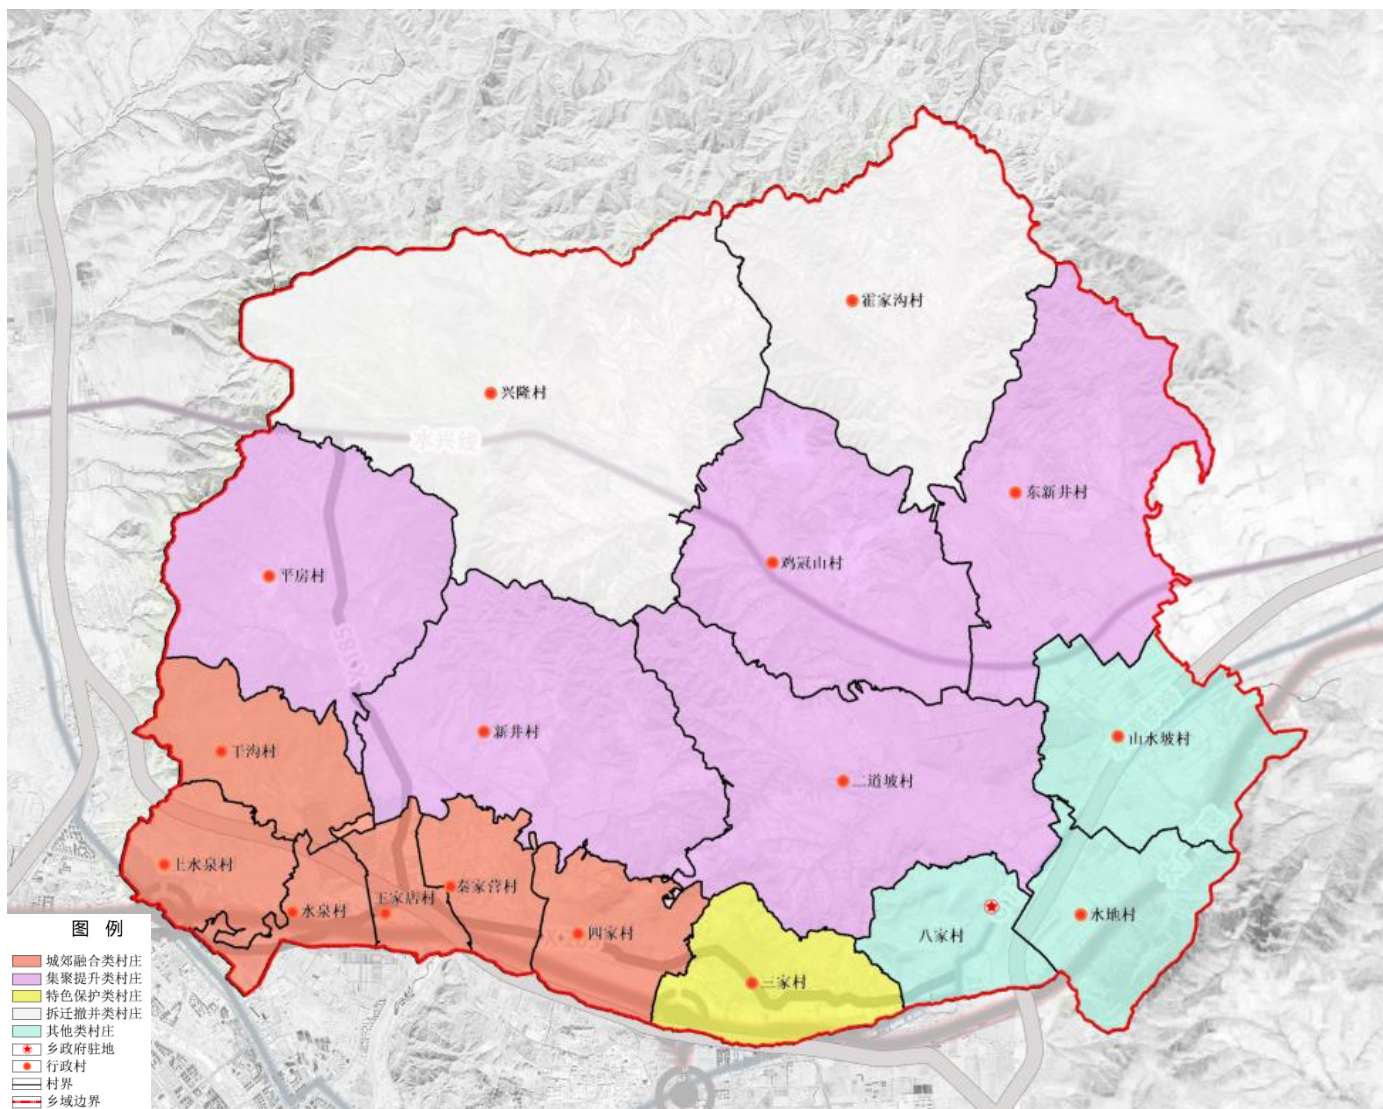 霍家沟村
兴隆村
水兴线
东新井村
鸡冠山村
平房村
新井村
山水坡村
干沟村
二道坡村
上水泉村
秦家营村
王家店村
水泉村
四家村
八家村
水地村
三家村
图 例
城郊融合类村庄
集聚提升类村庄
特色保护类村庄
拆迁撤并类村庄
其他类村庄
乡政府驻地
行政村
村界
乡域边界